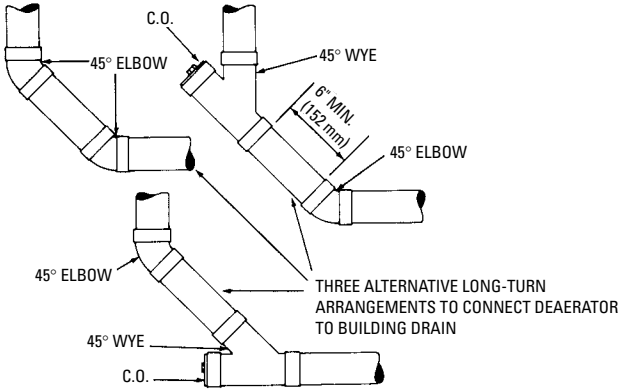 C.O.
45° ELBOW
45° WYE
6" MIN.
(152 mm)
45° ELBOW
45° ELBOW
THREE ALTERNATIVE LONG-TURN
ARRANGEMENTS TO CONNECT DEAERATOR
TO BUILDING DRAIN
45° WYE
C.O.